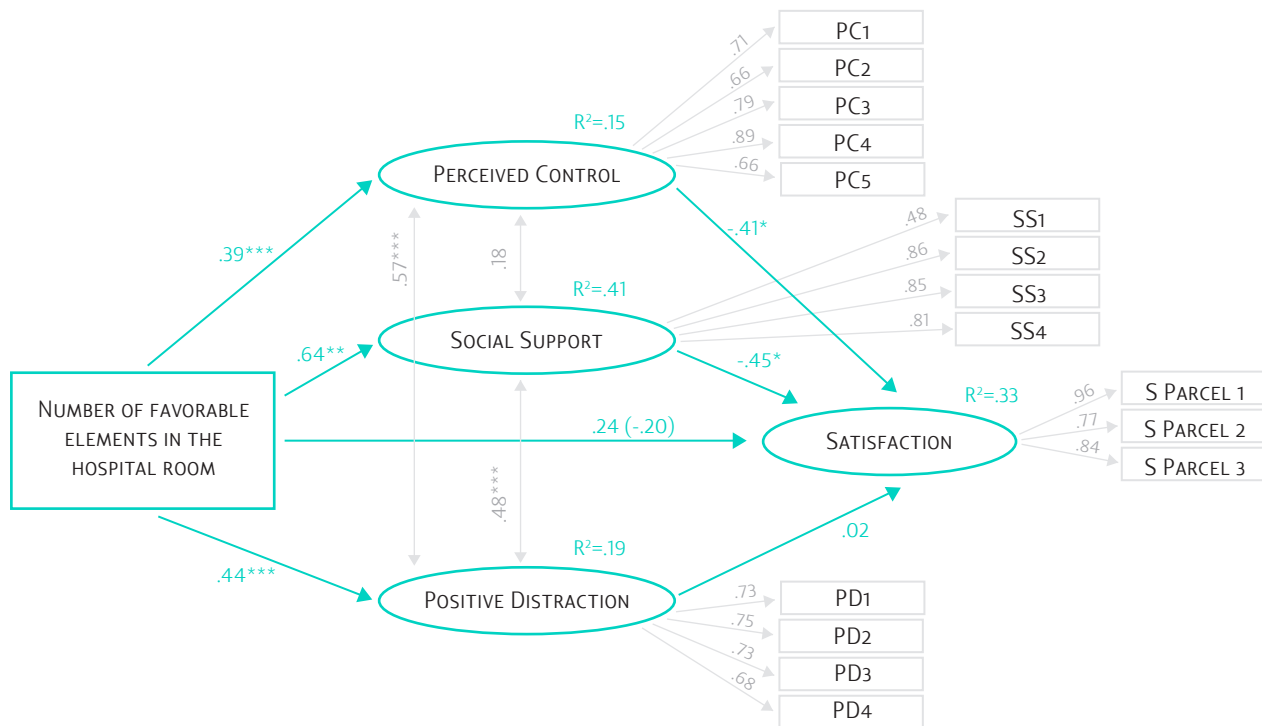 PC1
PC2
PC3
PC4
PC5
.71
.66
.79
.89
.66
R²=.15
PERCEIVED CONTROL
SS1
SS2
SS3
SS4
.48
.86
.85
.81
.39***
.57***
.18
-.41*
R²=.41
SOCIAL SUPPORT
.64**
-.45*
NUMBER OF FAVORABLE
ELEMENTS IN THE
HOSPITAL ROOM
.24 (-.20)
R²=.33
SATISFACTION
.96
.77
.84
S PARCEL 1
S PARCEL 2
S PARCEL 3
.48***
.44***
R²=.19
POSITIVE DISTRACTION
.02
.73
.75
.73
.68
PD1
PD2
PD3
PD4